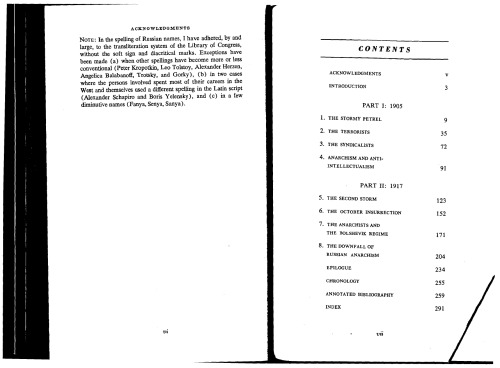 ACKNOWLEDGMENTS
NOTE: In the spelling of Russian names, I have adhered, by and
large, to the transliteration system of the Library of Congress,
without the soft sign and diacritical marks. Exceptions have
been made (a) when other spellings have become more or less
conventional (Peter Kropotkin, Leo Tolstoy, Alexander Herzen,
Angelica Balabanoff, Trotsky, and Gorky), (b) in two cases
where the persons involved spent most of their careers in the
West and themselves used a different spelling in the Latin script
(Alexander Schapiro and Boris Yelensky), and (c) in a few
diminutive names (Fanya, Senya, Sanya).
vi
CONTENTS
ACKNOWLEDGMENTS v
INTRODUCTION 3
PART I: 1905
1. THE STORMY PETREL 9
2. THE TERRORISTS 35
3. THE SYNDICALISTS 72
4. ANARCHISM AND ANTI-
INTELLECTUALISM 91
PART II: 1917
5. THE SECOND STORM 123
6. THE OCTOBER INSURRECTION 152
7. THE ANARCHISTS AND
THE BOLSHEVIK REGIME 171
8. THE DOWNFALL OF
RUSSIAN ANARCHISM 204
EPILOGUE 234
CHRONOLOGY 255
ANNOTATED BIBLIOGRAPHY 259
INDEX 291
vii